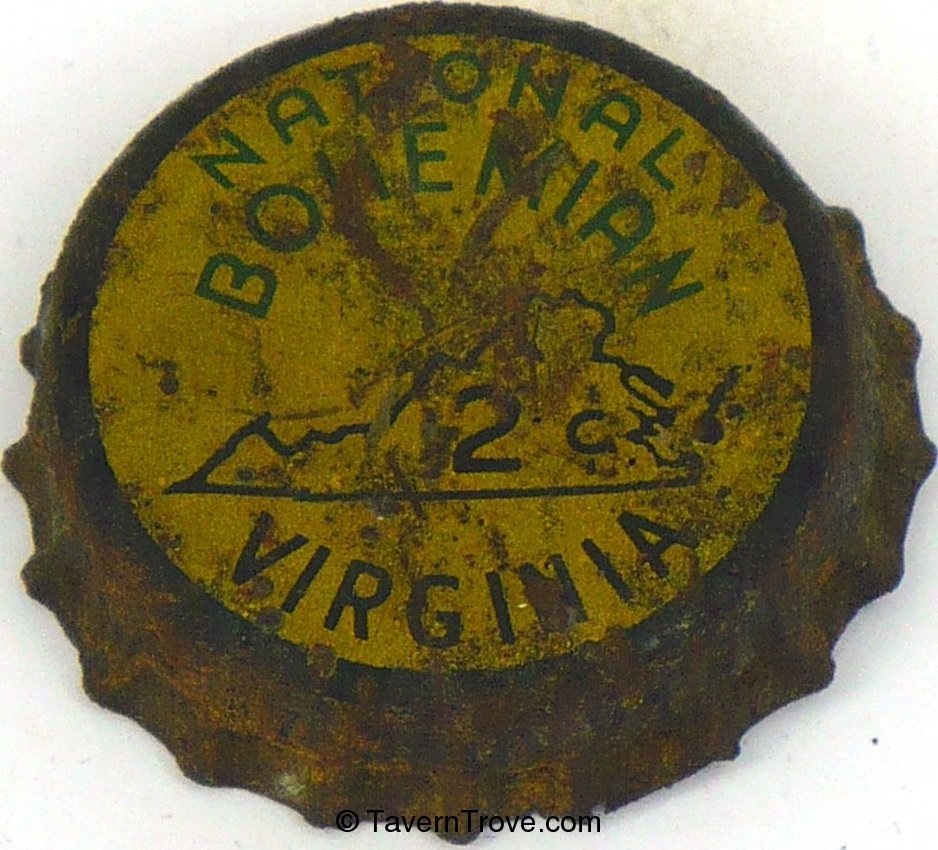 NATIONAL
BOHEMIAN
2 C
VIRGINIA
© TavernTrove.com